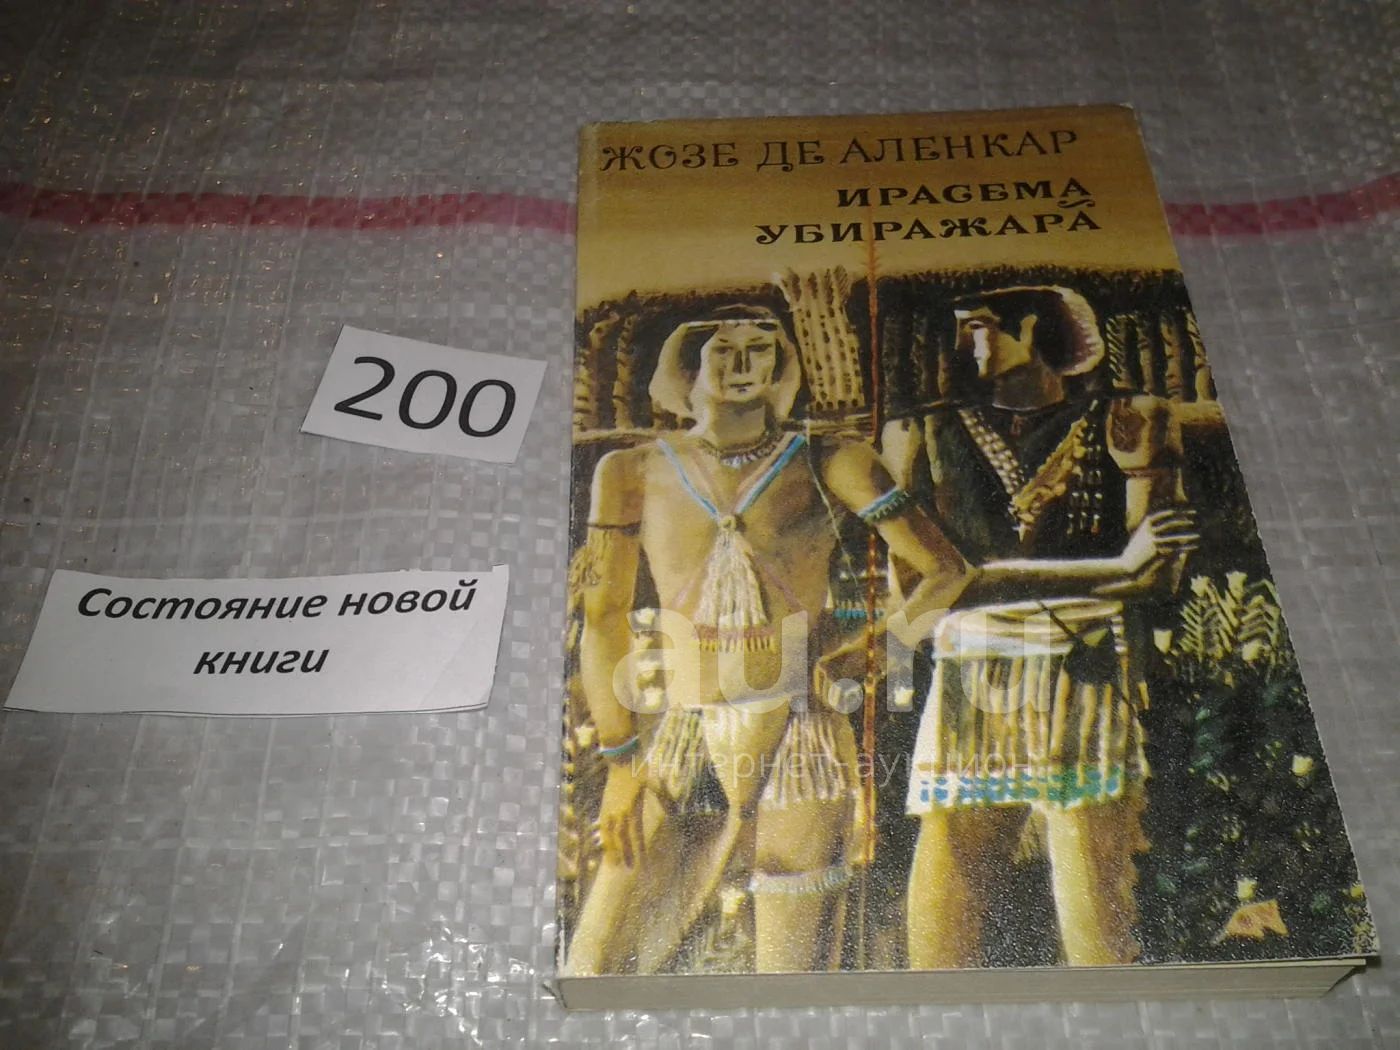 ЖОЗЕ ДЕ АЛЕНКАР
ИРАСЕМА
УБИРАЖАРА
200
Состояние новой
книги
au.ru
интернет-аукцион